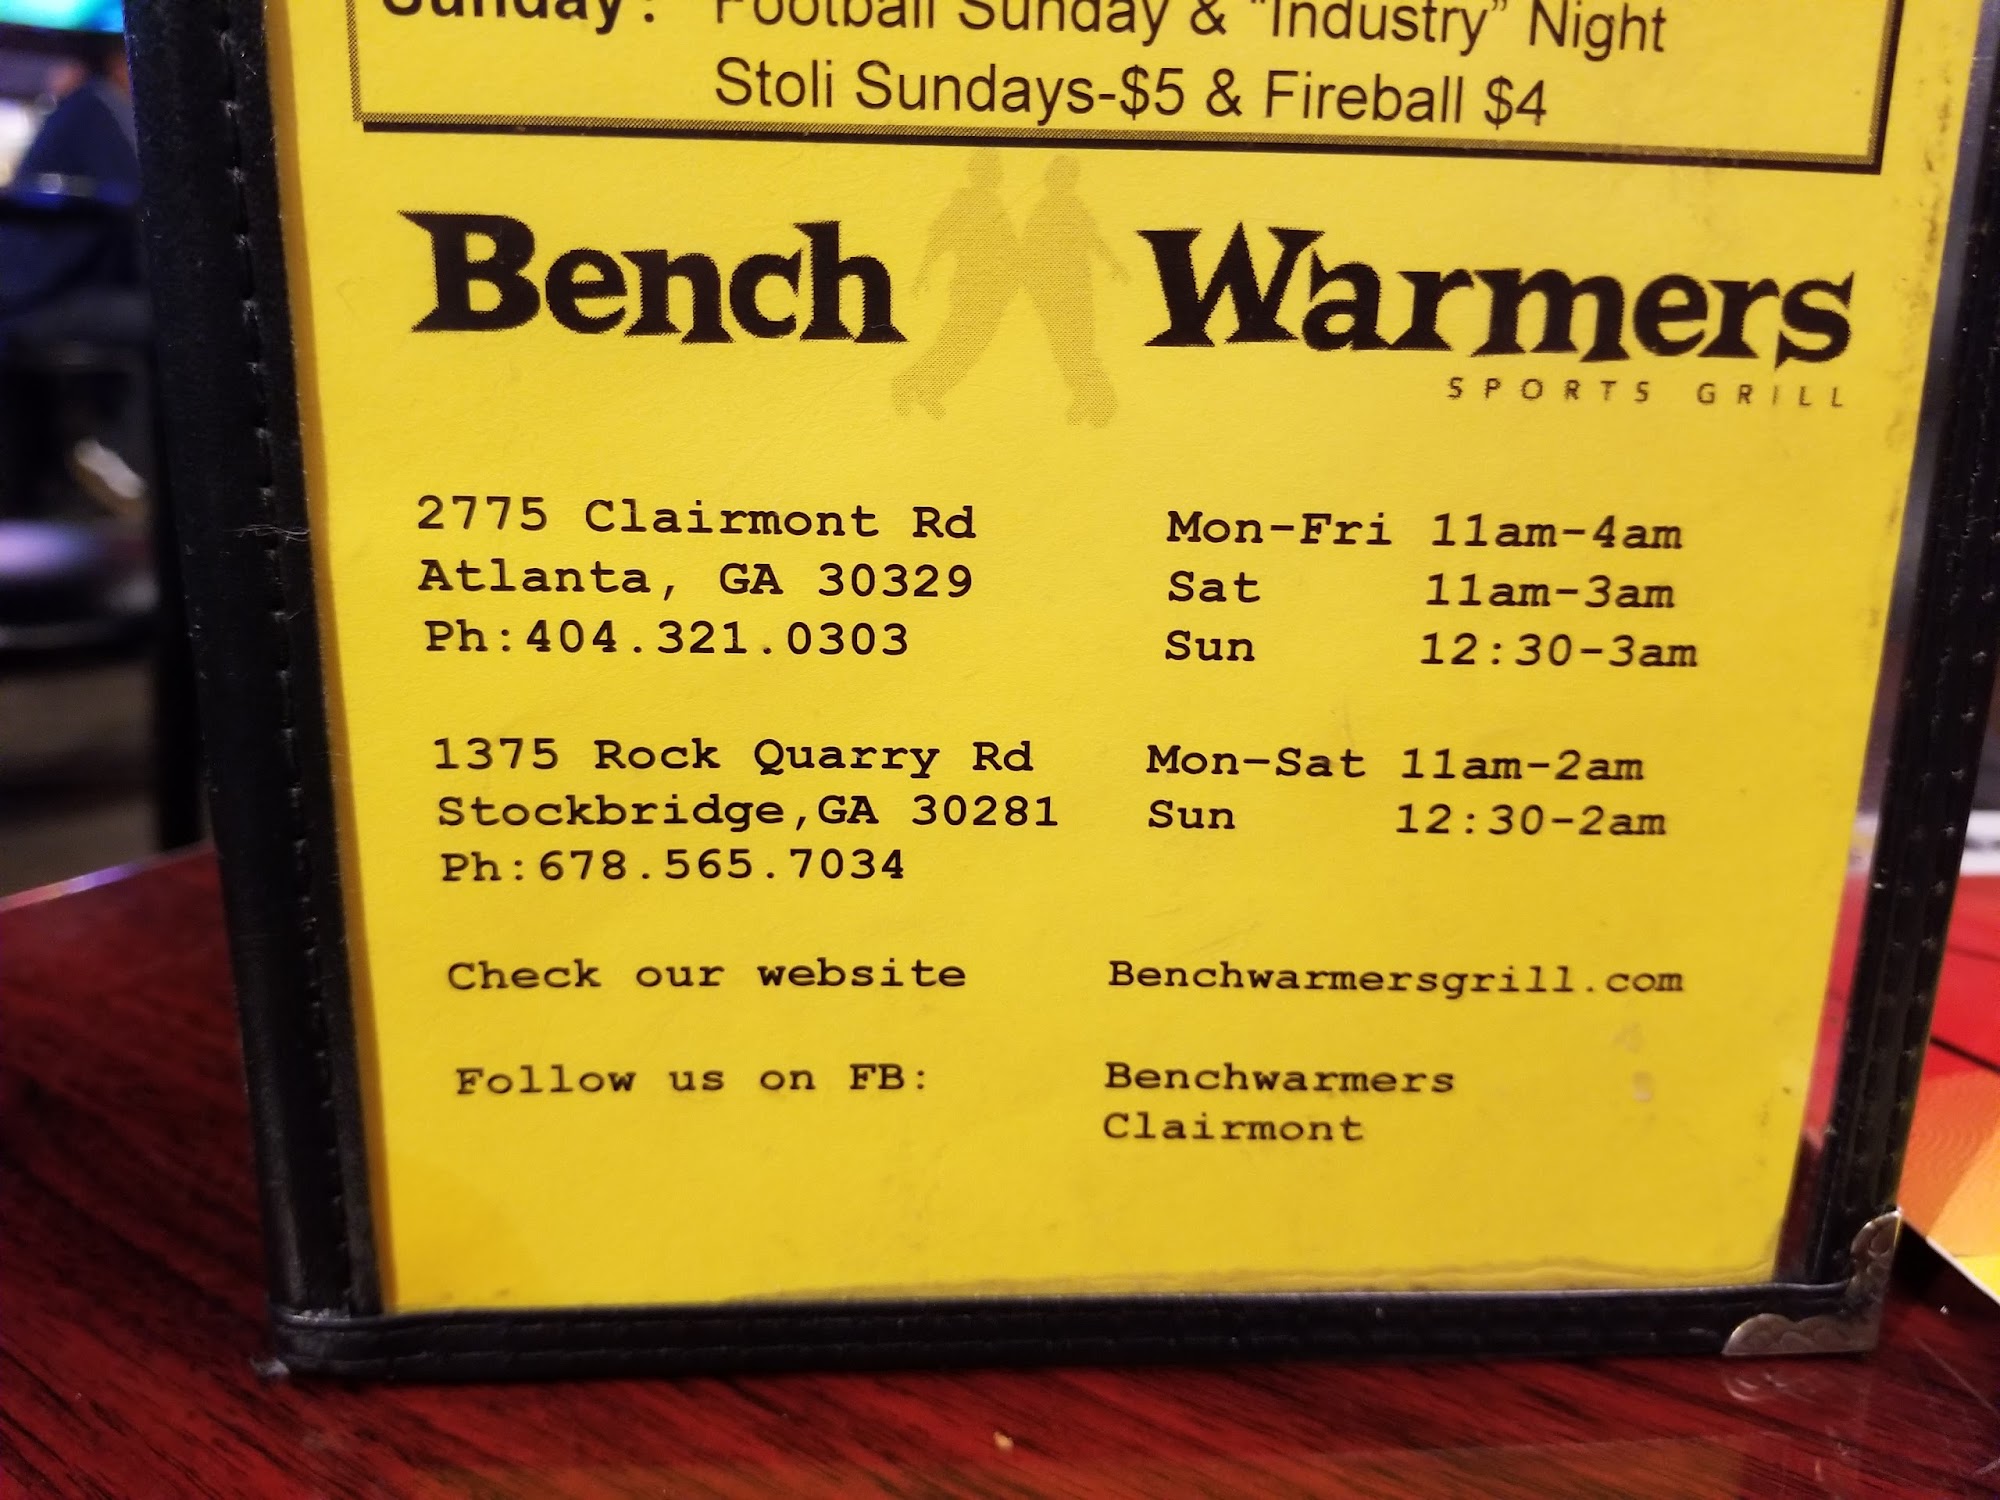 Sunday: Football Sunday & "Industry" Night
Stoli Sundays-$5 & Fireball $4
Bench Warmers
SPORTS GRILL
2775 Clairmont Rd Mon-Fri 11am-4am
Atlanta, GA 30329 Sat 11am-3am
Ph:404.321.0303 Sun 12:30-3am
1375 Rock Quarry Rd Mon-Sat 11am-2am
Stockbridge,GA 30281 Sun 12:30-2am
Ph:678.565.7034
Check our website Benchwarmersgrill.com
Follow us on FB: Benchwarmers
Clairmont